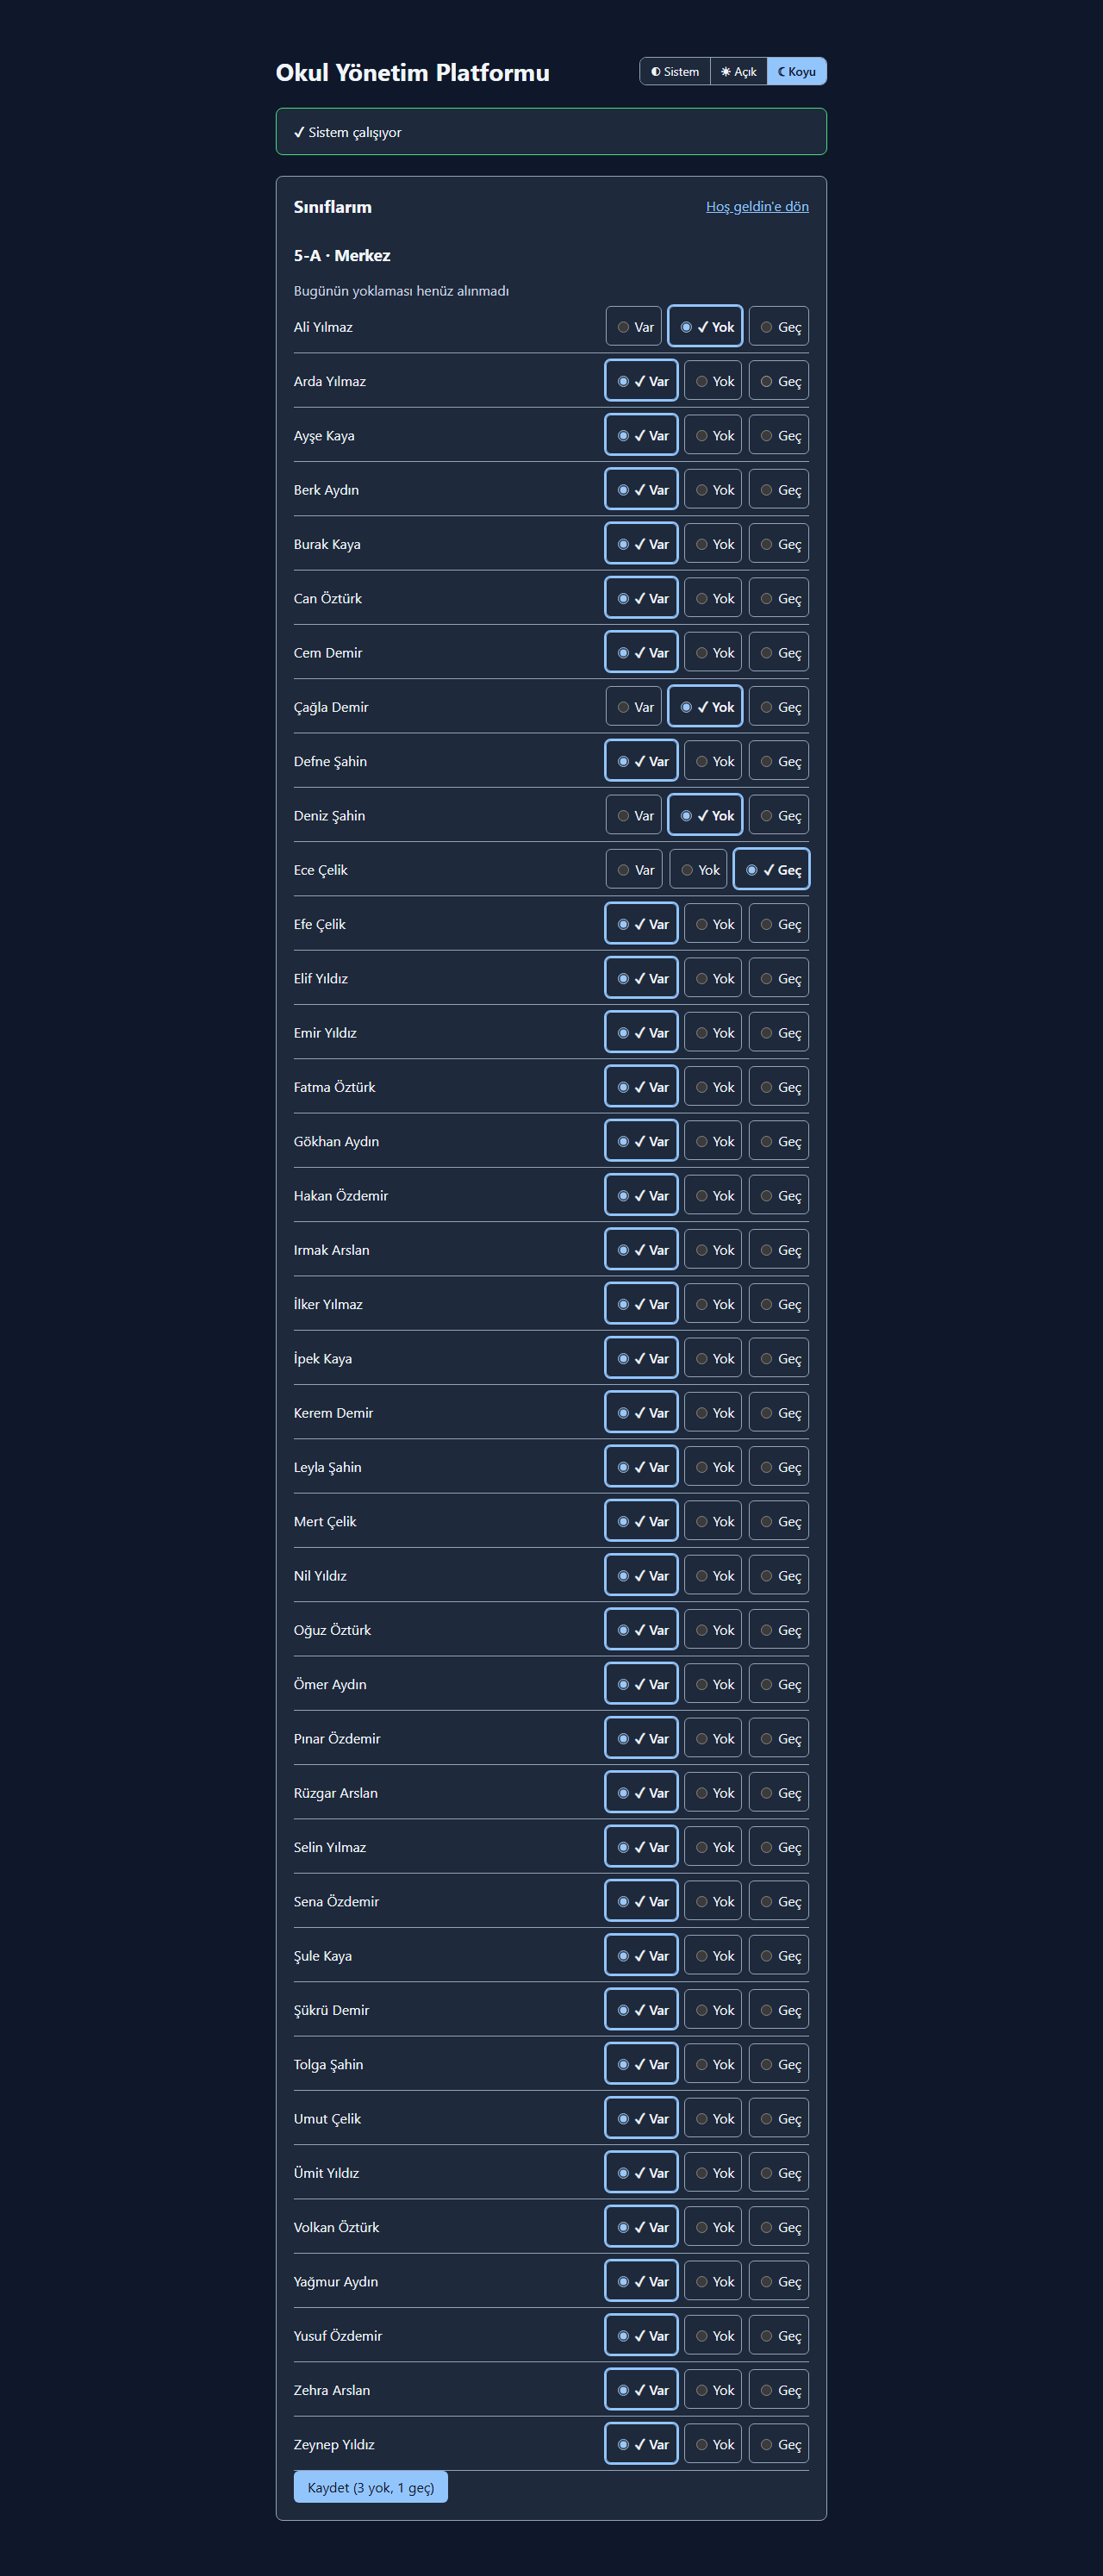 Okul Yönetim Platformu
◐ Sistem ☀ Açık ☾ Koyu
✓ Sistem çalışıyor
Sınıflarım Hoş geldin'e dön
5-A · Merkez
Bugünün yoklaması henüz alınmadı
Ali Yılmaz Var ✓ Yok Geç
Arda Yılmaz ✓ Var Yok Geç
Ayşe Kaya ✓ Var Yok Geç
Berk Aydın ✓ Var Yok Geç
Burak Kaya ✓ Var Yok Geç
Can Öztürk ✓ Var Yok Geç
Cem Demir ✓ Var Yok Geç
Çağla Demir Var ✓ Yok Geç
Defne Şahin ✓ Var Yok Geç
Deniz Şahin Var ✓ Yok Geç
Ece Çelik Var Yok ✓ Geç
Efe Çelik ✓ Var Yok Geç
Elif Yıldız ✓ Var Yok Geç
Emir Yıldız ✓ Var Yok Geç
Fatma Öztürk ✓ Var Yok Geç
Gökhan Aydın ✓ Var Yok Geç
Hakan Özdemir ✓ Var Yok Geç
Irmak Arslan ✓ Var Yok Geç
İlker Yılmaz ✓ Var Yok Geç
İpek Kaya ✓ Var Yok Geç
Kerem Demir ✓ Var Yok Geç
Leyla Şahin ✓ Var Yok Geç
Mert Çelik ✓ Var Yok Geç
Nil Yıldız ✓ Var Yok Geç
Oğuz Öztürk ✓ Var Yok Geç
Ömer Aydın ✓ Var Yok Geç
Pınar Özdemir ✓ Var Yok Geç
Rüzgar Arslan ✓ Var Yok Geç
Selin Yılmaz ✓ Var Yok Geç
Sena Özdemir ✓ Var Yok Geç
Şule Kaya ✓ Var Yok Geç
Şükrü Demir ✓ Var Yok Geç
Tolga Şahin ✓ Var Yok Geç
Umut Çelik ✓ Var Yok Geç
Ümit Yıldız ✓ Var Yok Geç
Volkan Öztürk ✓ Var Yok Geç
Yağmur Aydın ✓ Var Yok Geç
Yusuf Özdemir ✓ Var Yok Geç
Zehra Arslan ✓ Var Yok Geç
Zeynep Yıldız ✓ Var Yok Geç
Kaydet (3 yok, 1 geç)